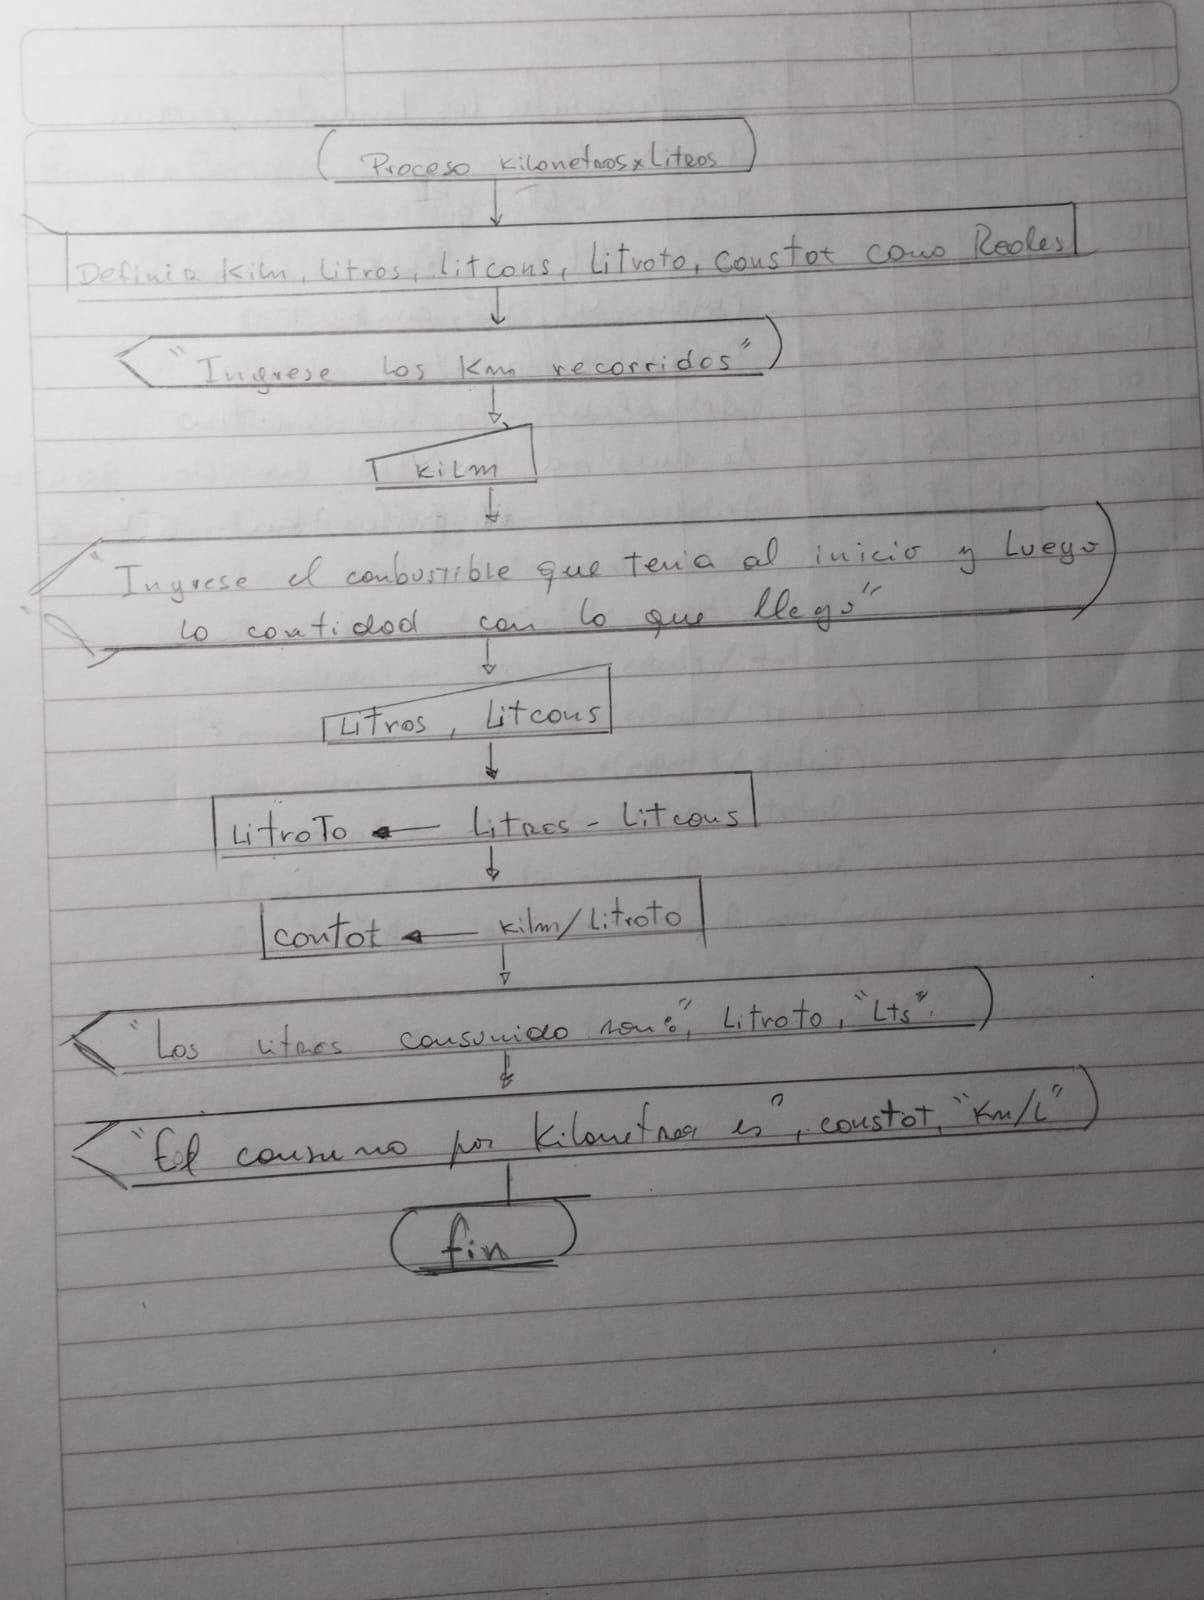 Proceso kilometros x Litros
Definir kilm, Litros, Litcons, Litroto, constot como Reales
"Ingrese los Km recorridos"
kilm
"Ingrese el combustible que tenia al inicio y Luego
la cantidad con lo que llego"
Litros, Litcons
LitroTo ← Litros - Litcons
contot ← kilm/Litroto
"Los litros consumido son:", Litroto, "Lts".
"El consumo por kilometros es", constot, "Km/L"
fin